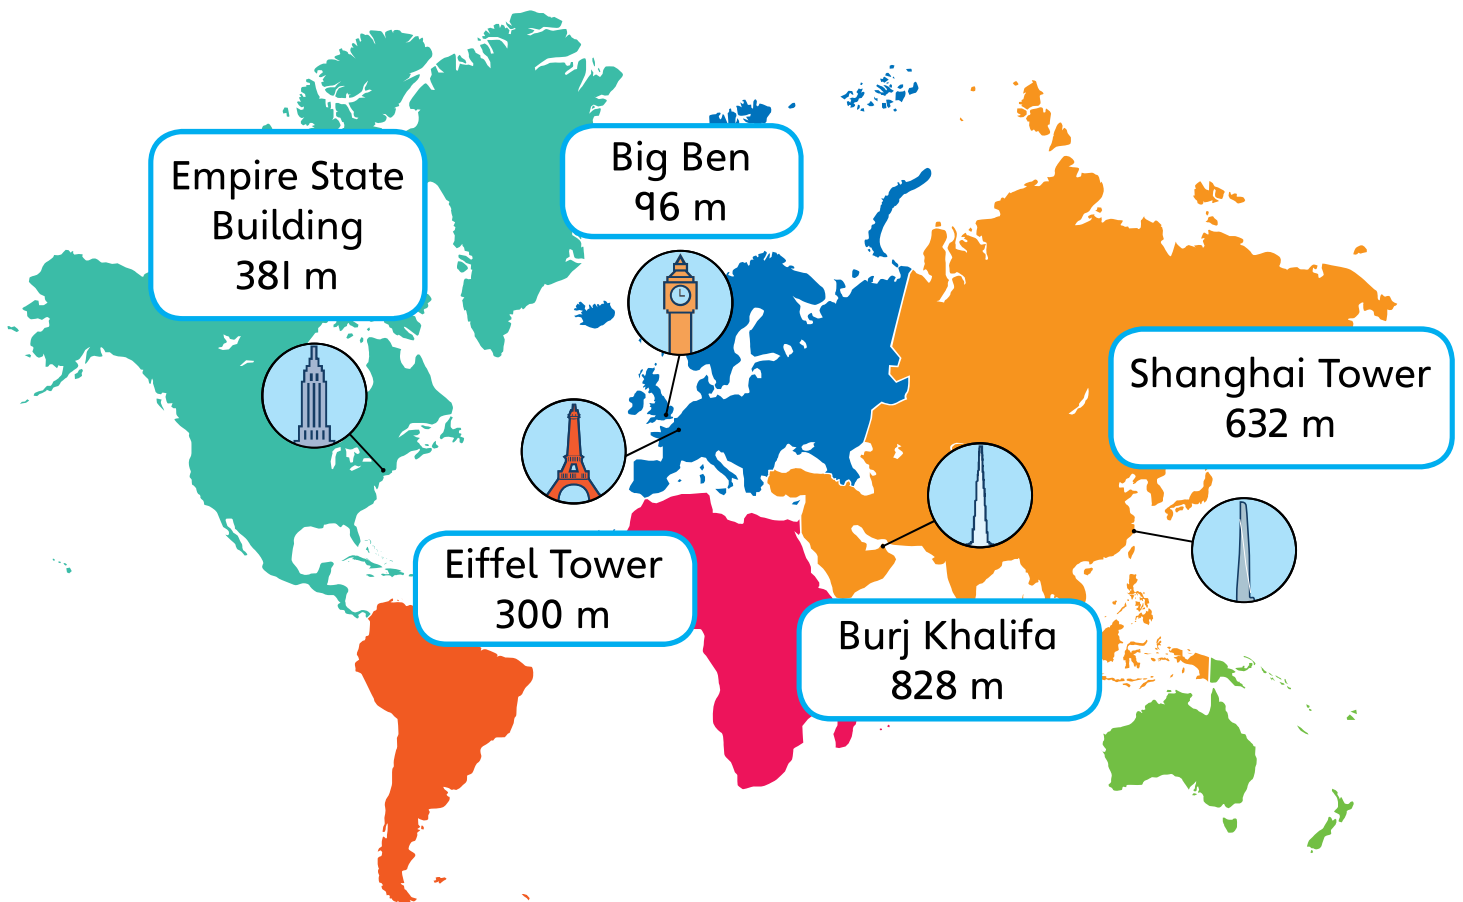 Empire State
Building
381 m
Big Ben
96 m
Shanghai Tower
632 m
Eiffel Tower
300 m
Burj Khalifa
828 m